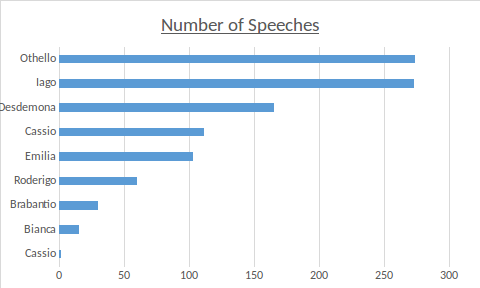 Number of Speeches
Othello
Iago
Desdemona
Cassio
Emilia
Roderigo
Brabantio
Bianca
Cassio
0 50 100 150 200 250 300